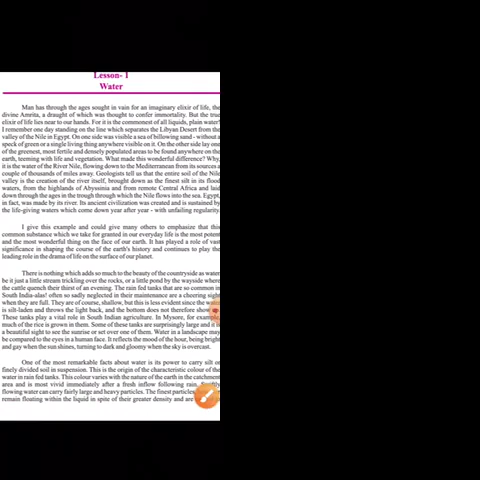 Lesson- 1
Water
Man has through the ages sought in vain for an imaginary elixir of life, the
divine Amrita, a draught of which was thought to confer immortality. But the true
elixir of life lies near to our hands. For it is the commonest of all liquids, plain water!
I remember one day standing on the line which separates the Libyan Desert from the
valley of the Nile in Egypt. On one side was visible a sea of billowing sand - without a
speck of green or a single living thing anywhere visible on it. On the other side lay one
of the greenest, most fertile and densely populated areas to be found anywhere on the
earth, teeming with life and vegetation. What made this wonderful difference? Why,
it is the water of the River Nile, flowing down to the Mediterranean from its sources a
couple of thousands of miles away. Geologists tell us that the entire soil of the Nile
valley is the creation of the river itself, brought down as the finest silt in its flood
waters, from the highlands of Abyssinia and from remote Central Africa and laid
down through the ages in the trough through which the Nile flows into the sea. Egypt,
in fact, was made by its river. Its ancient civilization was created and is sustained by
the life-giving waters which come down year after year - with unfailing regularity.
I give this example and could give many others to emphasize that this
common substance which we take for granted in our everyday life is the most potent
and the most wonderful thing on the face of our earth. It has played a role of vast
significance in shaping the course of the earth's history and continues to play the
leading role in the drama of life on the surface of our planet.
There is nothing which adds so much to the beauty of the countryside as water
be it just a little stream trickling over the rocks, or a little pond by the wayside where
the cattle quench their thirst of an evening. The rain fed tanks that are so common in
South India-alas! often so sadly neglected in their maintenance are a cheering sight
when they are full. They are of course, shallow, but this is less evident since the water
is silt-laden and throws the light back, and the bottom does not therefore show
These tanks play a vital role in South Indian agriculture. In Mysore, for example,
much of the rice is grown in them. Some of these tanks are surprisingly large and it is
a beautiful sight to see the sunrise or set over one of them. Water in a landscape may
be compared to the eyes in a human face. It reflects the mood of the hour, being bright
and gay when the sun shines, turning to dark and gloomy when the sky is overcast.
One of the most remarkable facts about water is its power to carry silt or
finely divided soil in suspension. This is the origin of the characteristic colour of the
water in rain fed tanks. This colour varies with the nature of the earth in the catchment
area and is most vivid immediately after a fresh inflow following rain.
flowing water can carry fairly large and heavy particles. The finest particles,
remain floating within the liquid in spite of their greater density and are